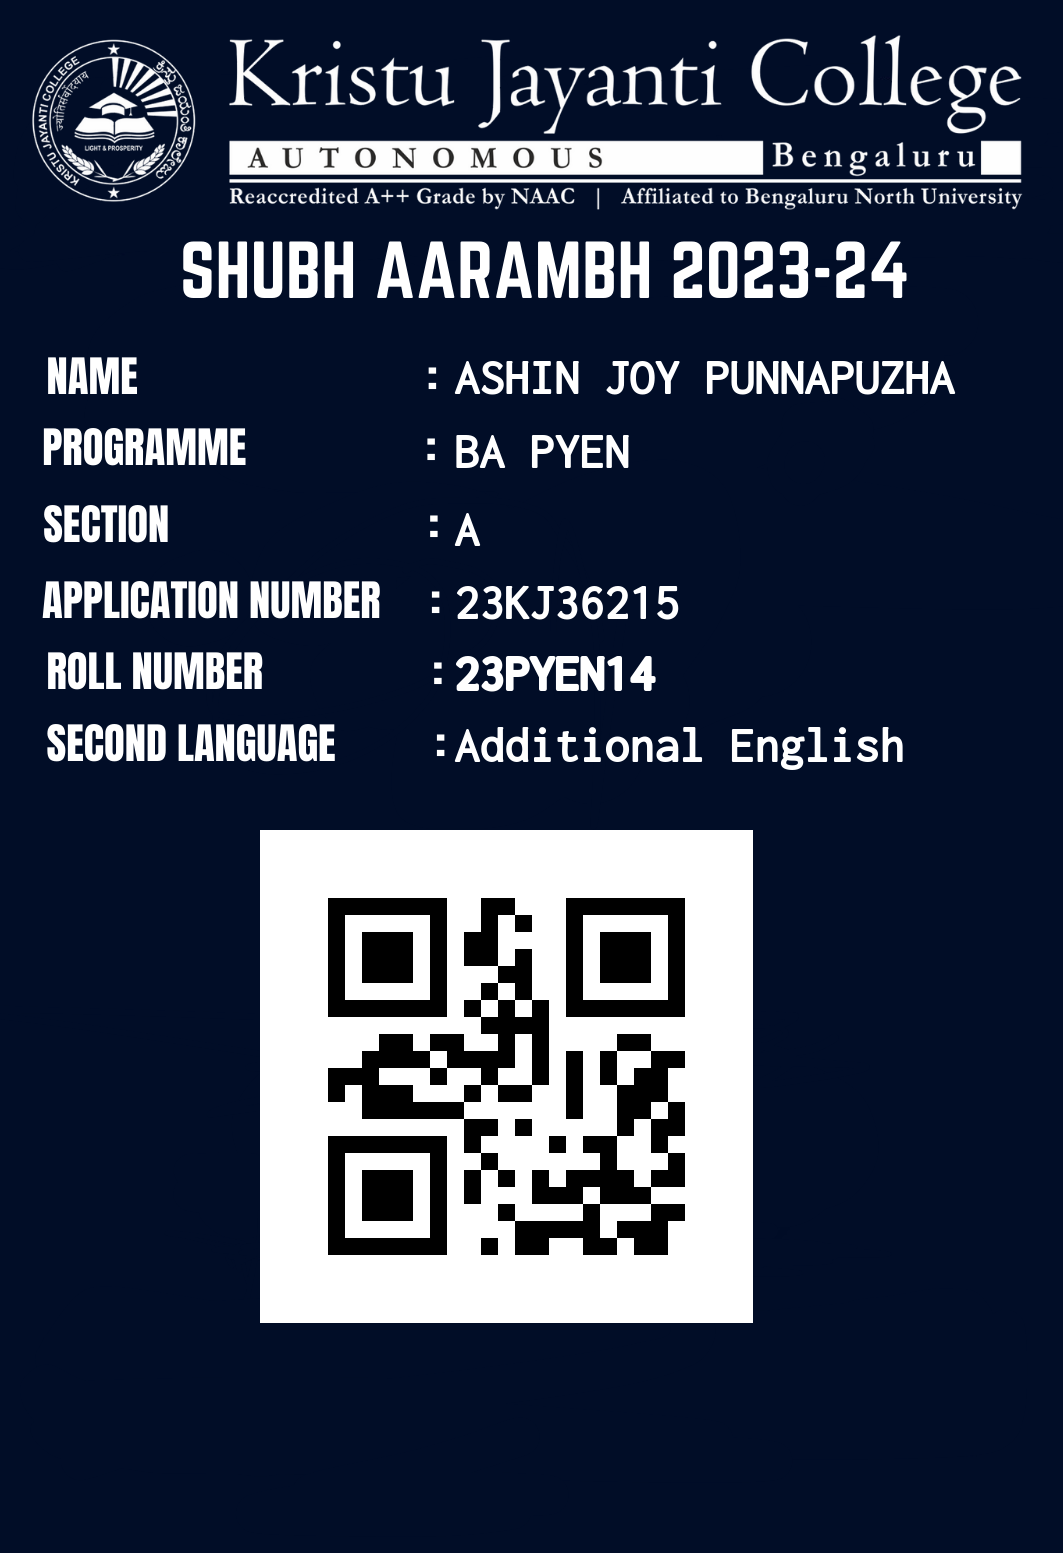 KRISTU JAYANTI COLLEGE
ಕ್ರಿಸ್ತು ಜಯಂತಿ ಕಾಲೇಜು
LIGHT & PROSPERITY
Kristu Jayanti College
AUTONOMOUS Bengaluru
Reaccredited A++ Grade by NAAC | Affiliated to Bengaluru North University
SHUBH AARAMBH 2023-24
NAME : ASHIN JOY PUNNAPUZHA
PROGRAMME : BA PYEN
SECTION : A
APPLICATION NUMBER : 23KJ36215
ROLL NUMBER : 23PYEN14
SECOND LANGUAGE : Additional English